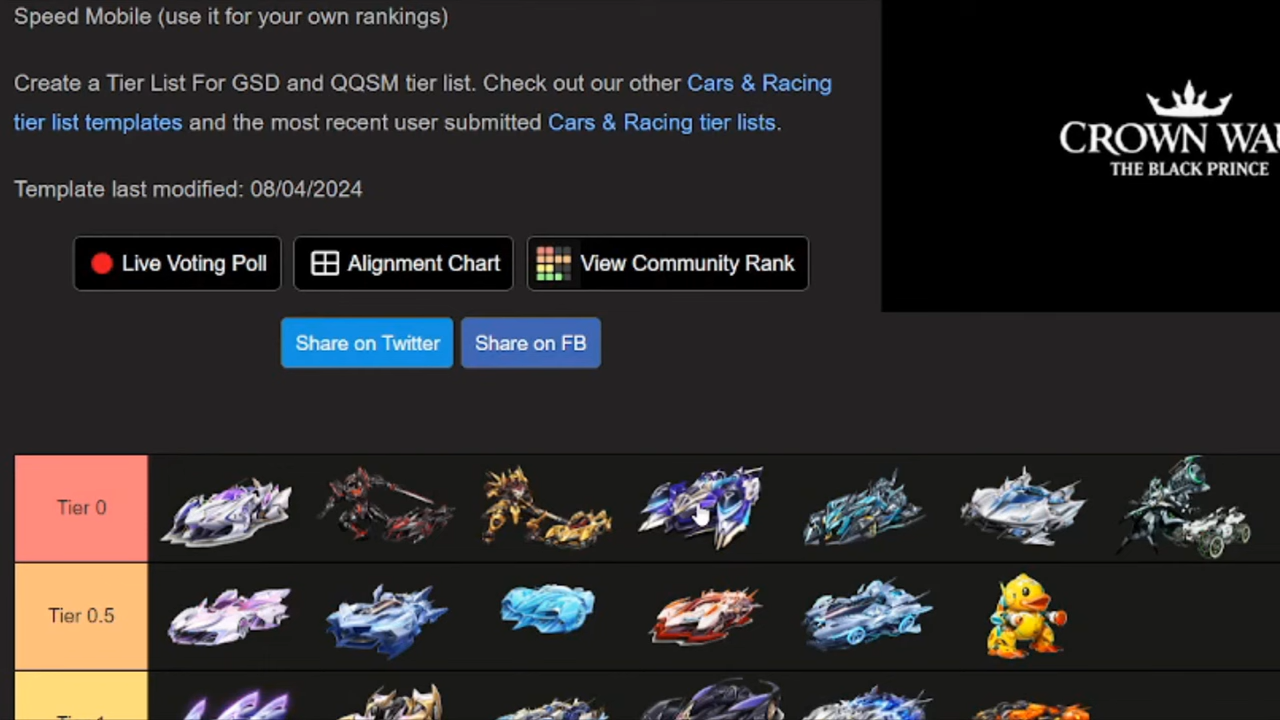 Speed Mobile (use it for your own rankings)
Create a Tier List For GSD and QQSM tier list. Check out our other Cars & Racing
tier list templates and the most recent user submitted Cars & Racing tier lists.
Template last modified: 08/04/2024
CROWN WA
THE BLACK PRINCE
Live Voting Poll
Alignment Chart
View Community Rank
Share on Twitter
Share on FB
Tier 0
Tier 0.5